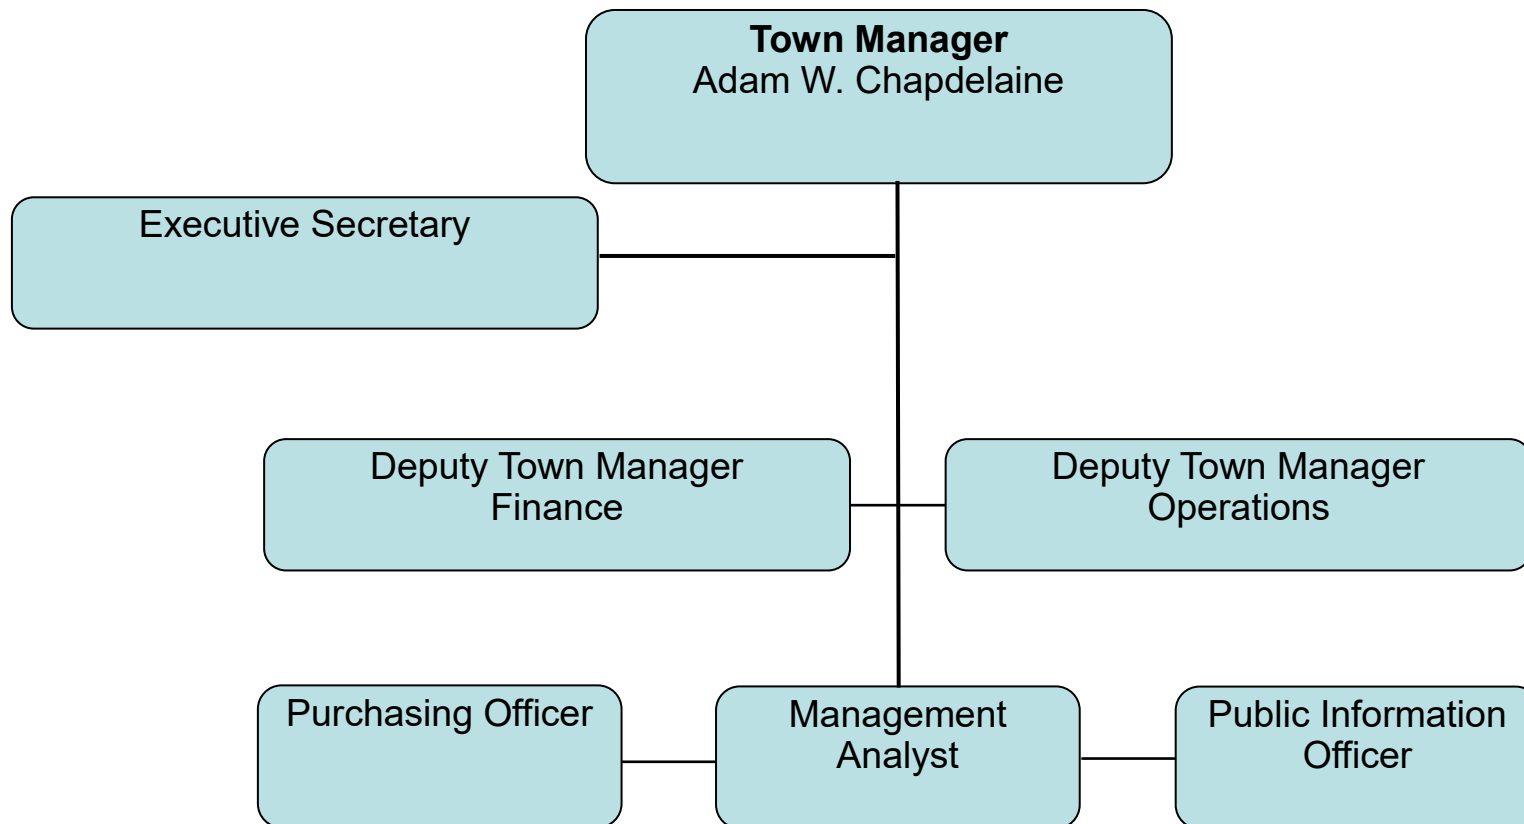 Town Manager
Adam W. Chapdelaine
Executive Secretary
Deputy Town Manager
Finance
Deputy Town Manager
Operations
Purchasing Officer
Management
Analyst
Public Information
Officer